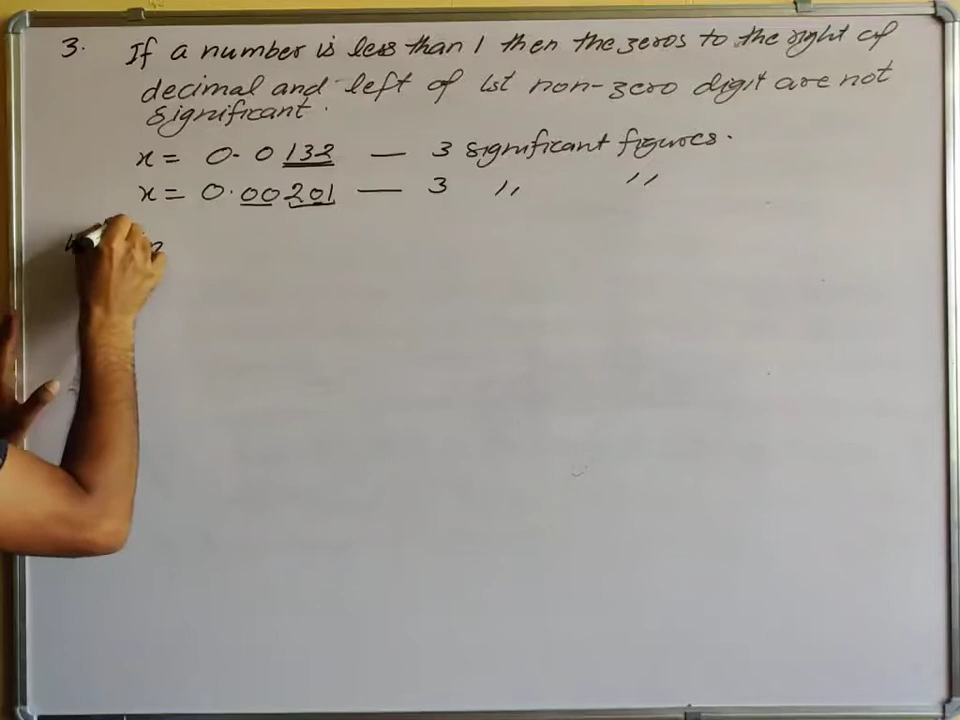 3. If a number is less than 1 then the zeros to the right of
decimal and left of 1st non-zero digit are not
significant.
x = 0.0132 — 3 significant figures.
x = 0.00201 — 3 ,, ,,